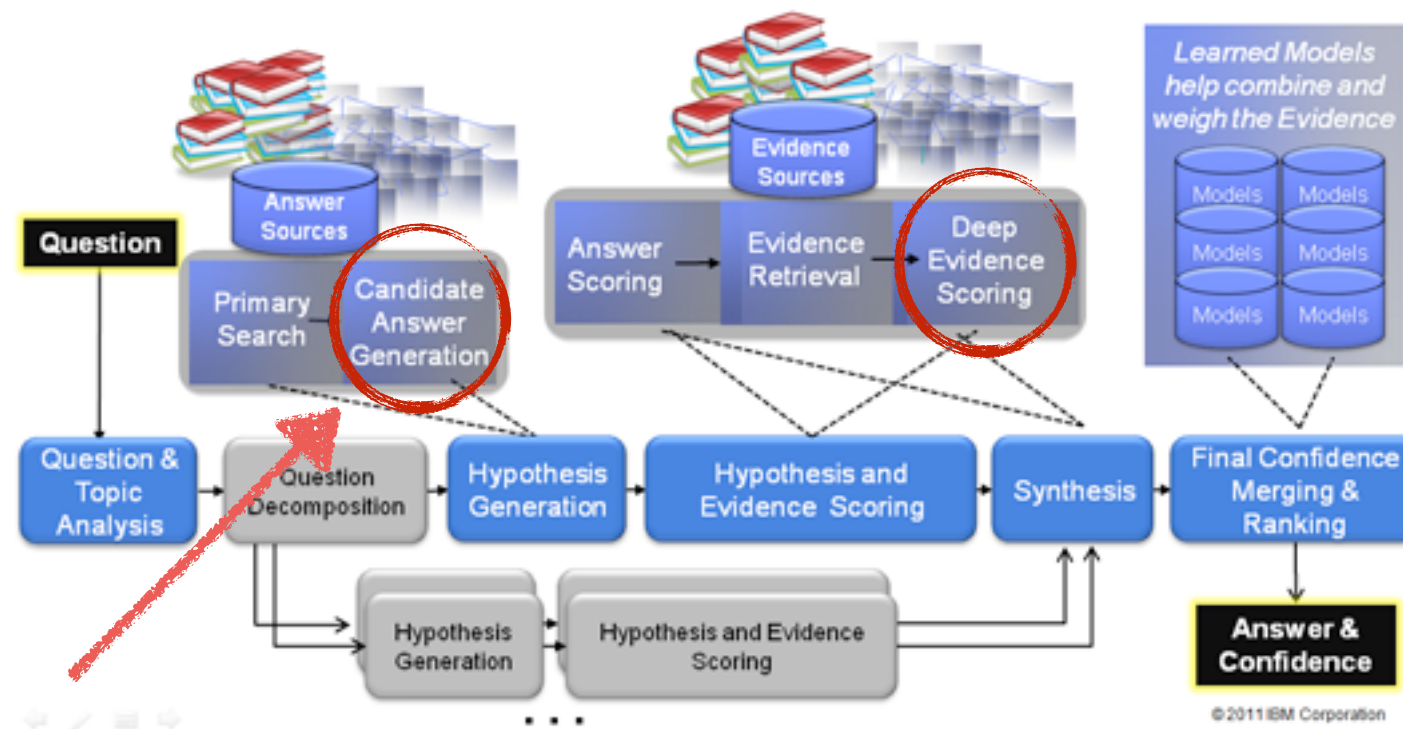 Learned Models
help combine and
weigh the Evidence
Models Models
Models Models
Models Models
Evidence
Sources
Answer
Sources
Question
Primary
Search
Candidate
Answer
Generation
Answer
Scoring
Evidence
Retrieval
Deep
Evidence
Scoring
Question &
Topic
Analysis
Question
Decomposition
Hypothesis
Generation
Hypothesis and
Evidence Scoring
Synthesis
Final Confidence
Merging &
Ranking
Hypothesis
Generation
Hypothesis and Evidence
Scoring
. . .
Answer &
Confidence
© 2011 IBM Corporation